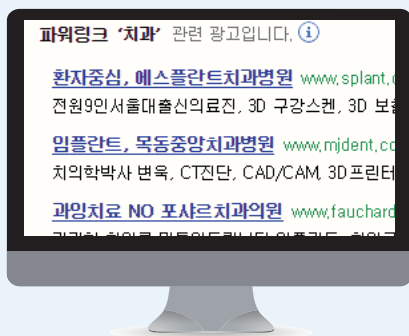 파워링크 '치과' 관련 광고입니다. i
환자중심, 에스플란트치과병원 www.splant.
전원9인서울대출신의료진, 3D 구강스켄, 3D 보
임플란트, 목동중앙치과병원 www.mjdent.co
치의학박사 변욱, CT진단, CAD/CAM, 3D프린터
과잉치료 NO 포샤르치과의원 www.fauchard